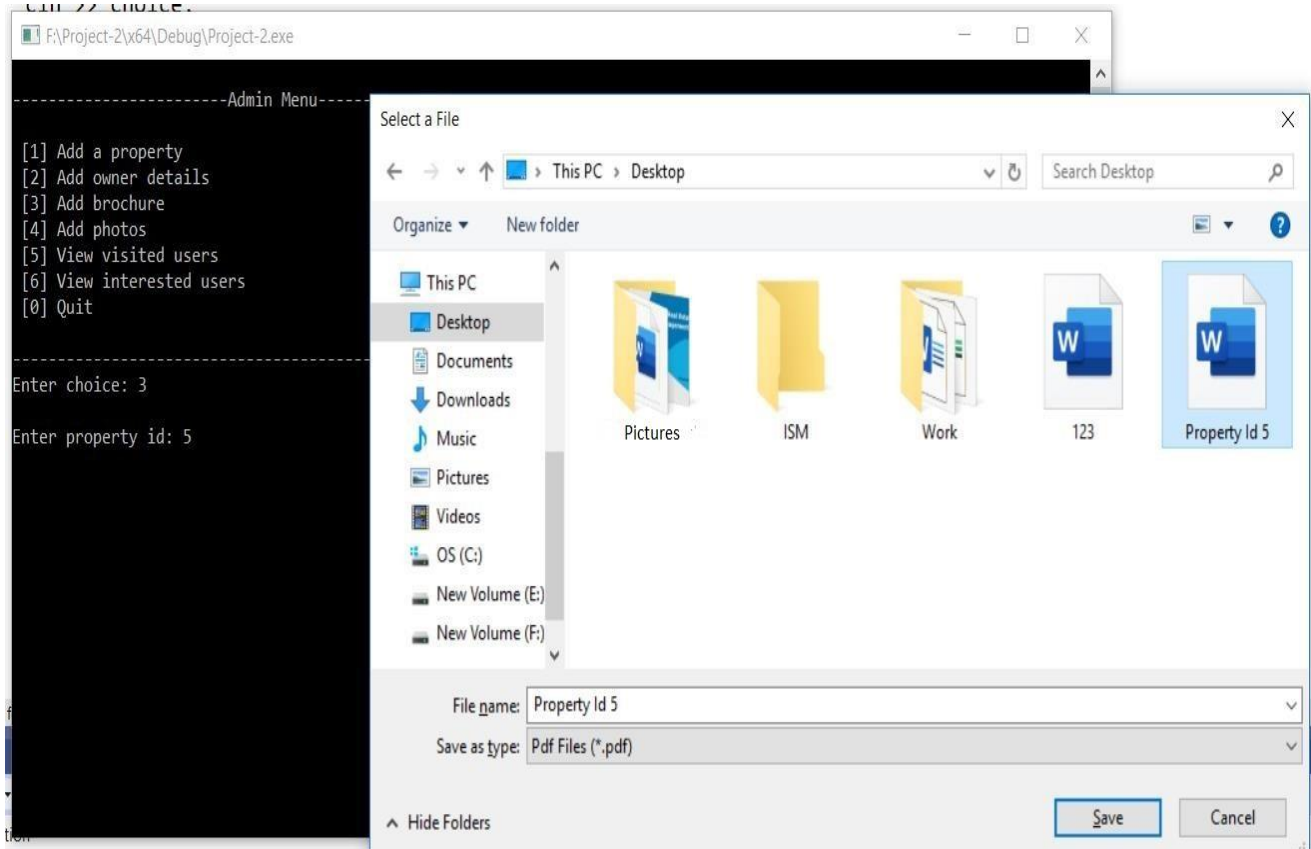 cin >> choice.
F:\Project-2\x64\Debug\Project-2.exe
------------------------Admin Menu------
[1] Add a property
[2] Add owner details
[3] Add brochure
[4] Add photos
[5] View visited users
[6] View interested users
[0] Quit
----------------------------------------
Enter choice: 3
Enter property id: 5
Select a File
This PC > Desktop
Search Desktop
Organize
New folder
This PC
Desktop
Documents
Downloads
Music
Pictures
Videos
OS (C:)
New Volume (E:)
New Volume (F:)
Pictures
ISM
Work
123
Property Id 5
File name: Property Id 5
Save as type: Pdf Files (*.pdf)
Hide Folders
Save
Cancel